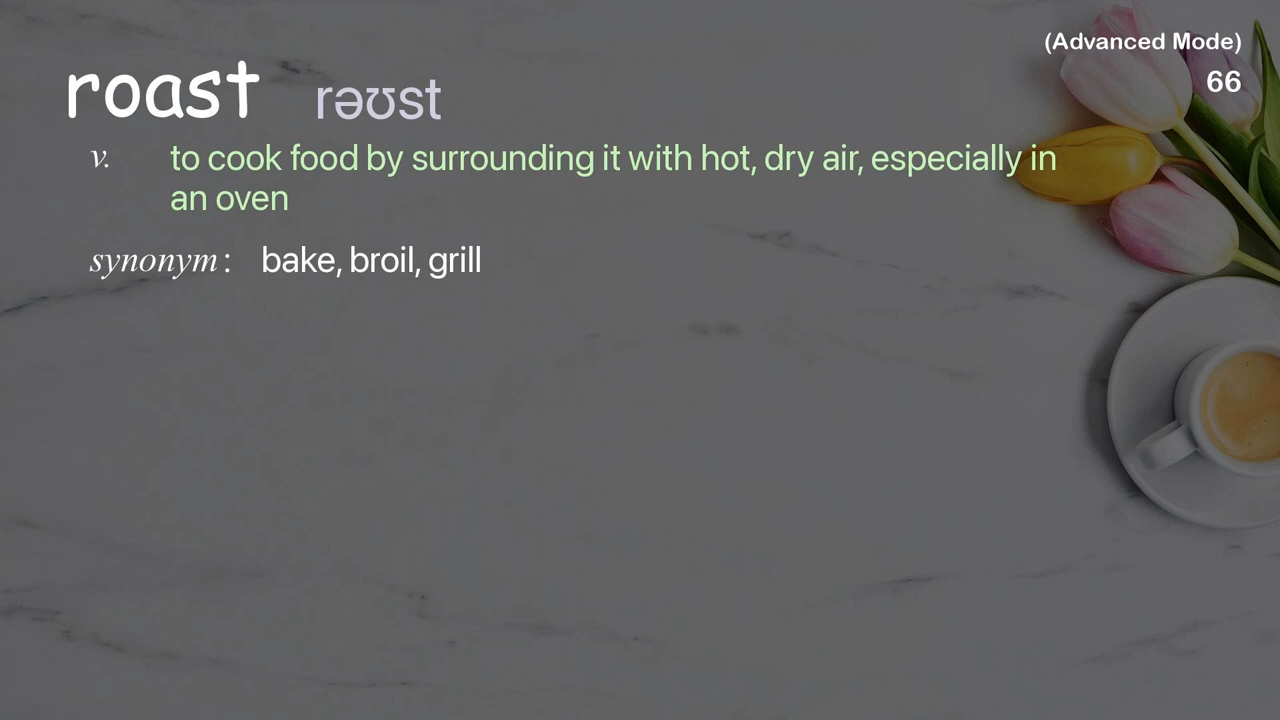 (Advanced Mode)
66
roast rəʊst
v. to cook food by surrounding it with hot, dry air, especially in
an oven
synonym : bake, broil, grill